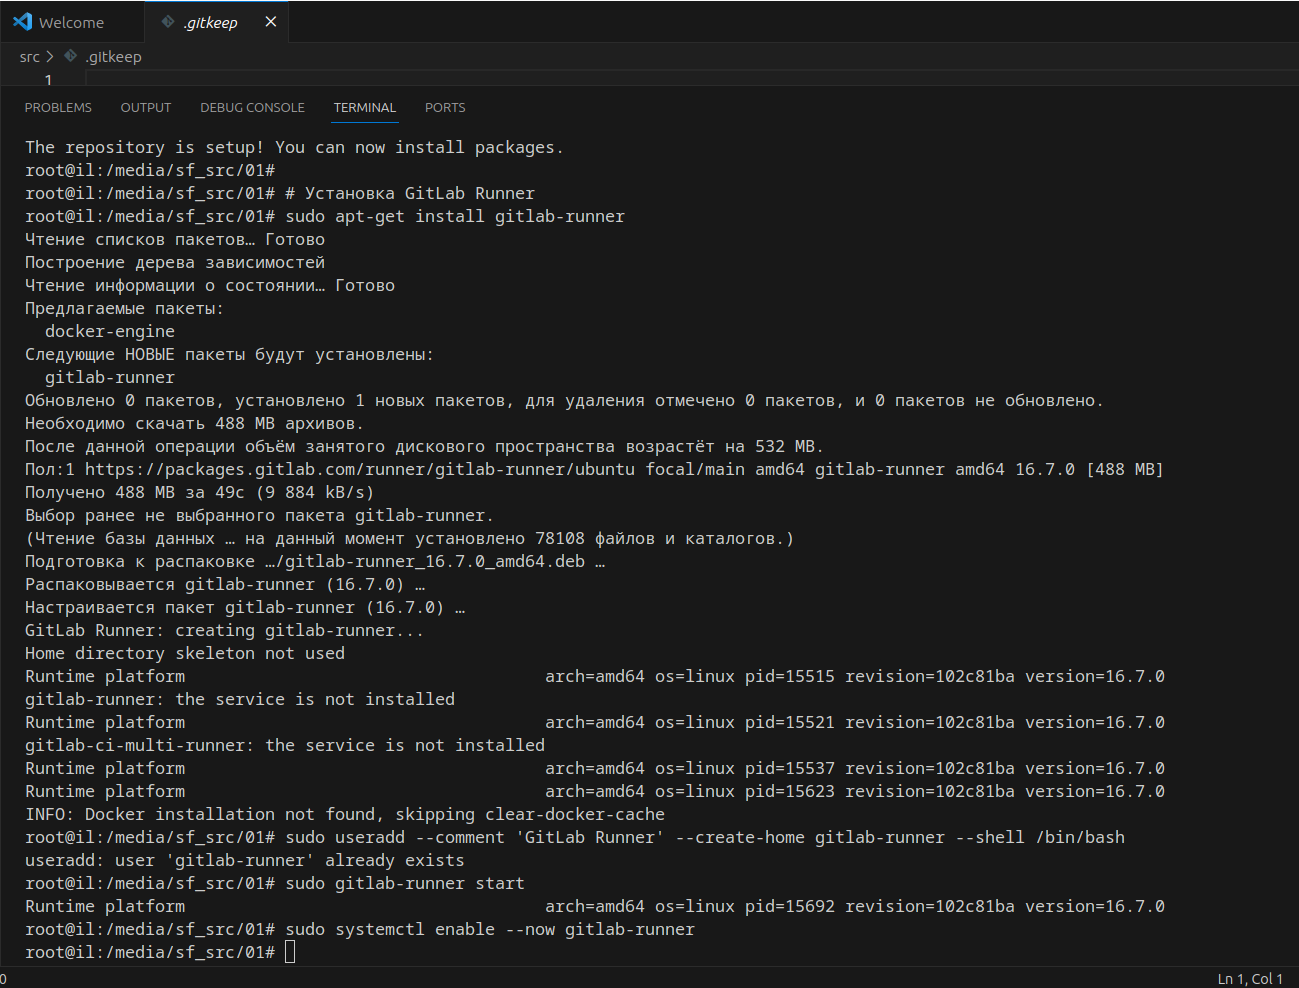 Welcome
.gitkeep
src
.gitkeep
1
PROBLEMS
OUTPUT
DEBUG CONSOLE
TERMINAL
PORTS
The repository is setup! You can now install packages.
root@il:/media/sf_src/01#
root@il:/media/sf_src/01# # Установка GitLab Runner
root@il:/media/sf_src/01# sudo apt-get install gitlab-runner
Чтение списков пакетов… Готово
Построение дерева зависимостей
Чтение информации о состоянии… Готово
Предлагаемые пакеты:
docker-engine
Следующие НОВЫЕ пакеты будут установлены:
gitlab-runner
Обновлено 0 пакетов, установлено 1 новых пакетов, для удаления отмечено 0 пакетов, и 0 пакетов не обновлено.
Необходимо скачать 488 MB архивов.
После данной операции объём занятого дискового пространства возрастёт на 532 MB.
Пол:1 https://packages.gitlab.com/runner/gitlab-runner/ubuntu focal/main amd64 gitlab-runner amd64 16.7.0 [488 MB]
Получено 488 MB за 49с (9 884 kB/s)
Выбор ранее не выбранного пакета gitlab-runner.
(Чтение базы данных … на данный момент установлено 78108 файлов и каталогов.)
Подготовка к распаковке …/gitlab-runner_16.7.0_amd64.deb …
Распаковывается gitlab-runner (16.7.0) …
Настраивается пакет gitlab-runner (16.7.0) …
GitLab Runner: creating gitlab-runner...
Home directory skeleton not used
Runtime platform arch=amd64 os=linux pid=15515 revision=102c81ba version=16.7.0
gitlab-runner: the service is not installed
Runtime platform arch=amd64 os=linux pid=15521 revision=102c81ba version=16.7.0
gitlab-ci-multi-runner: the service is not installed
Runtime platform arch=amd64 os=linux pid=15537 revision=102c81ba version=16.7.0
Runtime platform arch=amd64 os=linux pid=15623 revision=102c81ba version=16.7.0
INFO: Docker installation not found, skipping clear-docker-cache
root@il:/media/sf_src/01# sudo useradd --comment 'GitLab Runner' --create-home gitlab-runner --shell /bin/bash
useradd: user 'gitlab-runner' already exists
root@il:/media/sf_src/01# sudo gitlab-runner start
Runtime platform arch=amd64 os=linux pid=15692 revision=102c81ba version=16.7.0
root@il:/media/sf_src/01# sudo systemctl enable --now gitlab-runner
root@il:/media/sf_src/01#
0
Ln 1, Col 1